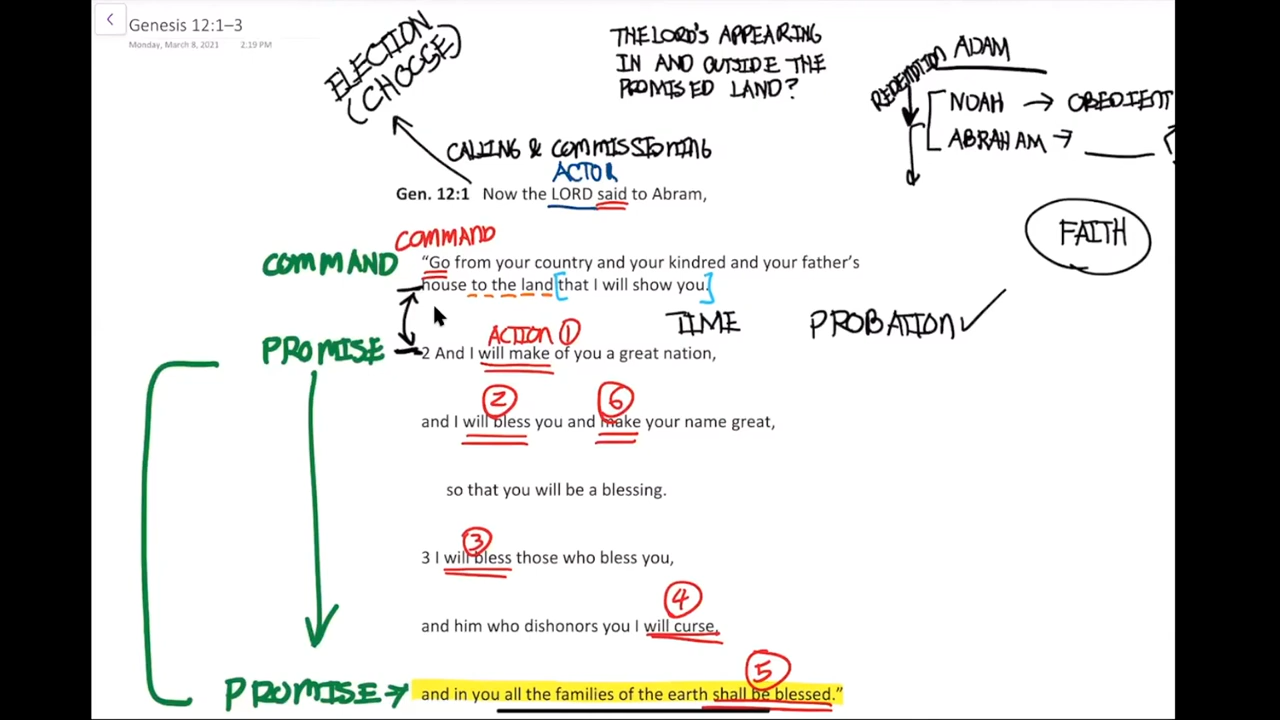 Genesis 12:1–3
Monday, March 8, 2021 2:19 PM
ELECTION
(CHOOSE)
THE LORD'S APPEARING
IN AND OUTSIDE THE
PROMISED LAND?
ADAM
REDEMPTION
NOAH → OBEDIENT
ABRAHAM → ____ ?
FAITH
CALLING & COMMISSIONING
ACTOR
Gen. 12:1 Now the LORD said to Abram,
COMMAND
COMMAND
“Go from your country and your kindred and your father’s
house to the land [that I will show you.]
TIME PROBATION ✓
ACTION ①
PROMISE
2 And I will make of you a great nation,
② ⑥
and I will bless you and make your name great,
so that you will be a blessing.
③
3 I will bless those who bless you,
④
and him who dishonors you I will curse,
⑤
PROMISE → and in you all the families of the earth shall be blessed.”